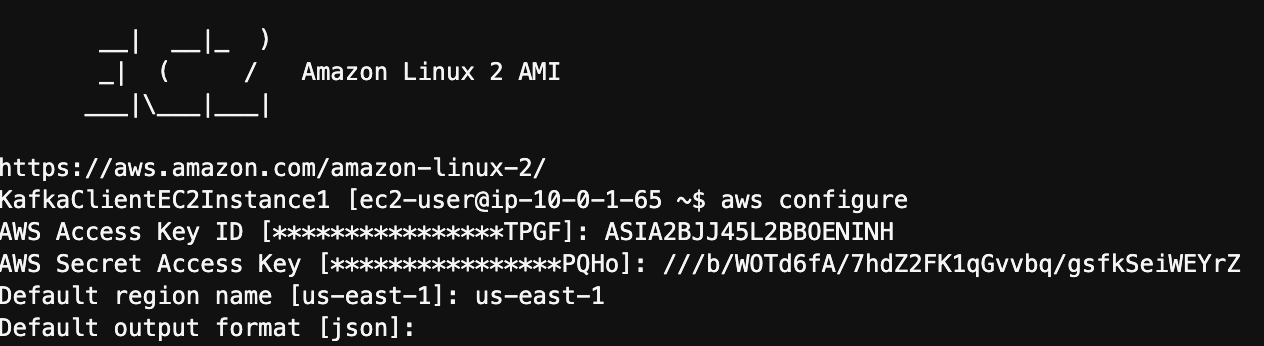 __|  __|_  )
_|  (     /   Amazon Linux 2 AMI
___|\___|___|
https://aws.amazon.com/amazon-linux-2/
KafkaClientEC2Instance1 [ec2-user@ip-10-0-1-65 ~$ aws configure
AWS Access Key ID [****************TPGF]: ASIA2BJJ45L2BBOENINH
AWS Secret Access Key [****************PQHo]: ///b/WOTd6fA/7hdZ2FK1qGvvbq/gsfkSeiWEYrZ
Default region name [us-east-1]: us-east-1
Default output format [json]: